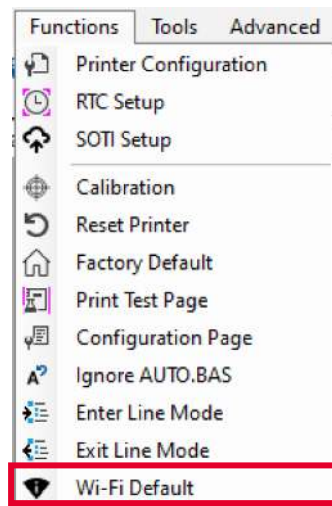 Functions Tools Advanced
Printer Configuration
RTC Setup
SOTI Setup
Calibration
Reset Printer
Factory Default
Print Test Page
Configuration Page
Ignore AUTO.BAS
Enter Line Mode
Exit Line Mode
Wi-Fi Default